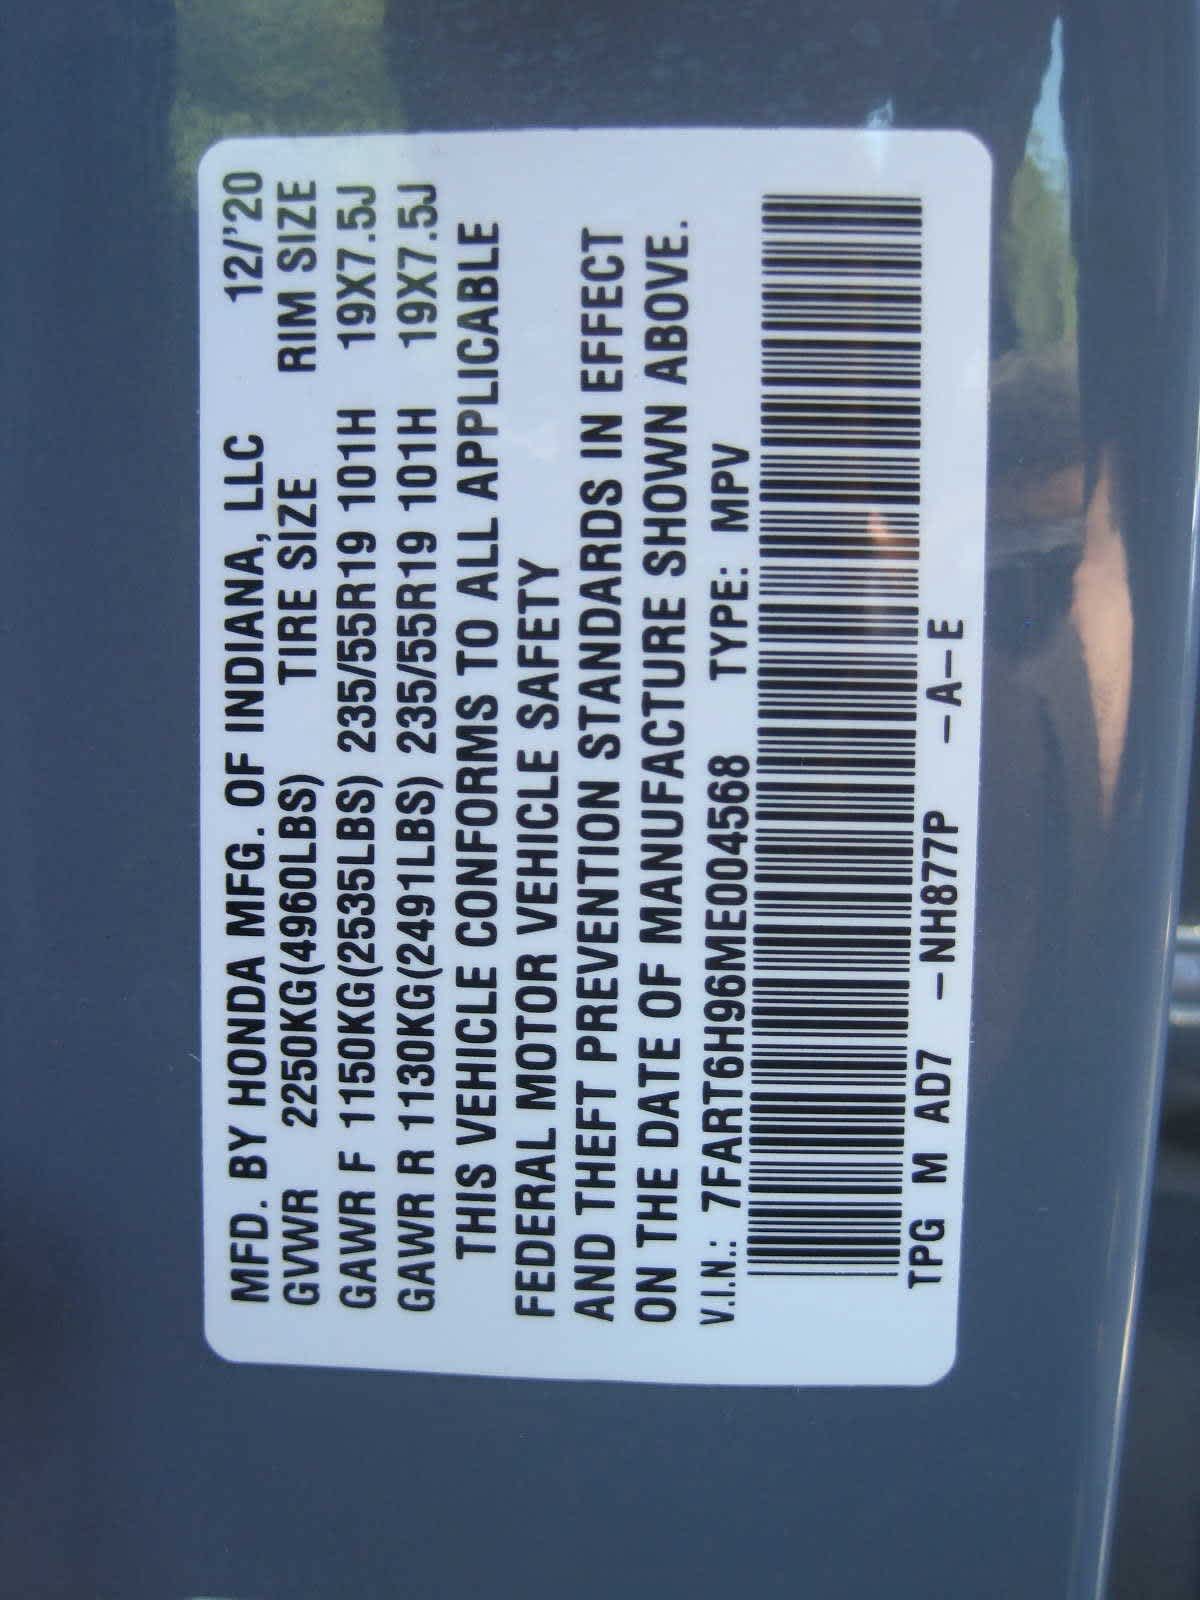 MFD. BY HONDA MFG. OF INDIANA, LLC 12/'20
GVWR 2250KG(4960LBS) TIRE SIZE RIM SIZE
GAWR F 1150KG(2535LBS) 235/55R19 101H 19X7.5J
GAWR R 1130KG(2491LBS) 235/55R19 101H 19X7.5J
THIS VEHICLE CONFORMS TO ALL APPLICABLE
FEDERAL MOTOR VEHICLE SAFETY
AND THEFT PREVENTION STANDARDS IN EFFECT
ON THE DATE OF MANUFACTURE SHOWN ABOVE.
V.I.N.: 7FART6H96ME004568 TYPE: MPV
TPG M AD7 -NH877P -A-E